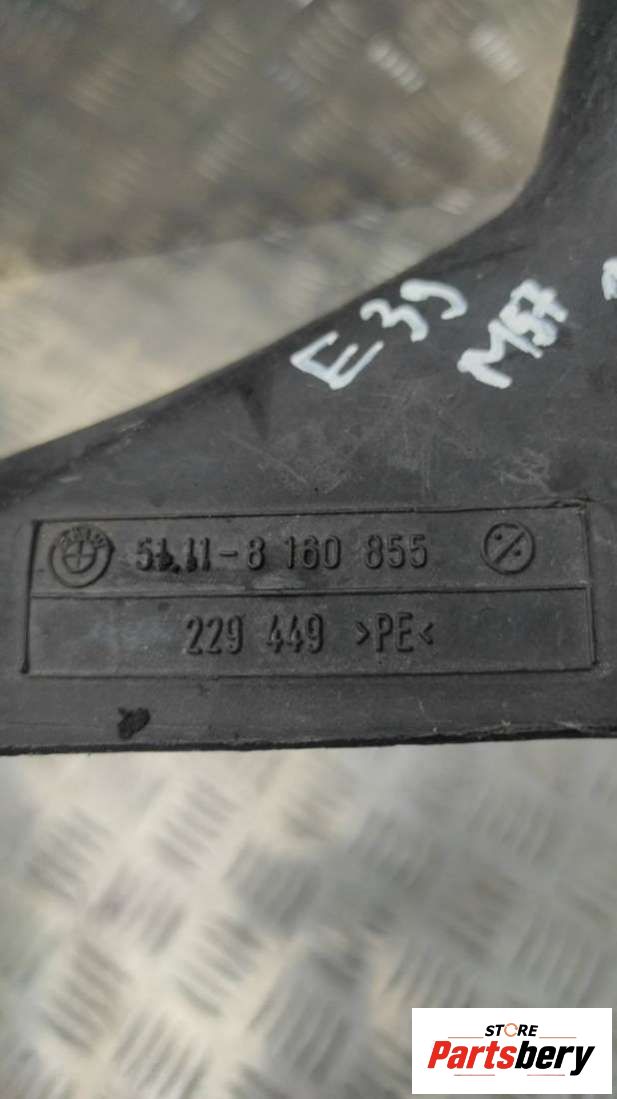 E39
M57
51.11-8 160 855
229 449 >PE<
STORE
Partsbery